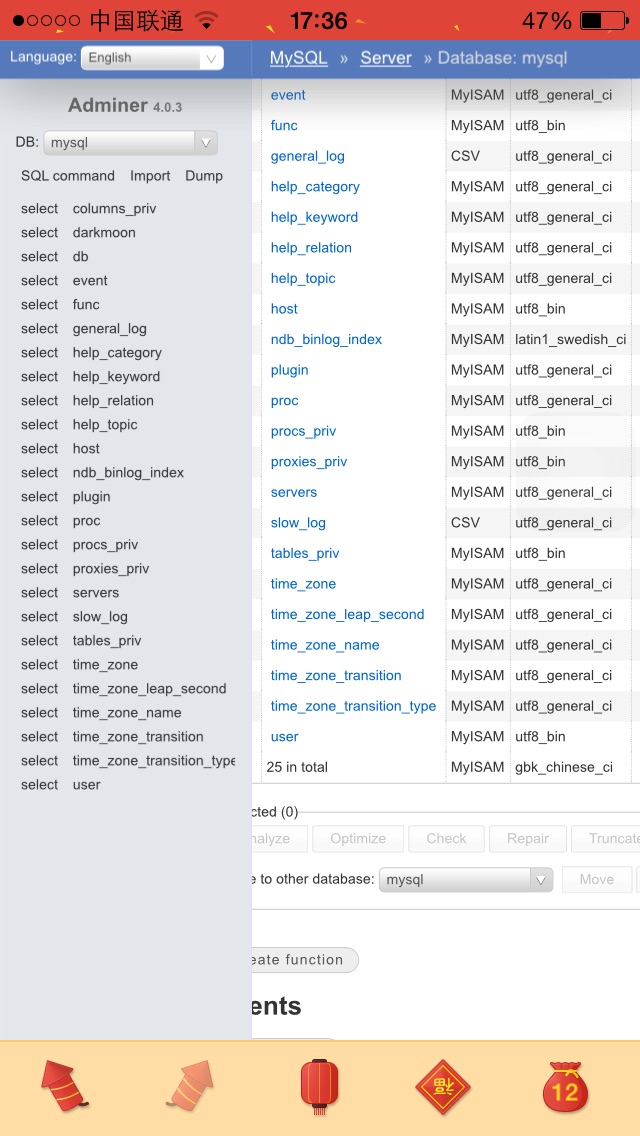 中国联通 17:36 47%
Language: English
MySQL » Server » Database: mysql
Adminer 4.0.3
DB: mysql
SQL command Import Dump
select columns_priv
select darkmoon
select db
select event
select func
select general_log
select help_category
select help_keyword
select help_relation
select help_topic
select host
select ndb_binlog_index
select plugin
select proc
select procs_priv
select proxies_priv
select servers
select slow_log
select tables_priv
select time_zone
select time_zone_leap_second
select time_zone_name
select time_zone_transition
select time_zone_transition_type
select user
event MyISAM utf8_general_ci
func MyISAM utf8_bin
general_log CSV utf8_general_ci
help_category MyISAM utf8_general_ci
help_keyword MyISAM utf8_general_ci
help_relation MyISAM utf8_general_ci
help_topic MyISAM utf8_general_ci
host MyISAM utf8_bin
ndb_binlog_index MyISAM latin1_swedish_ci
plugin MyISAM utf8_general_ci
proc MyISAM utf8_general_ci
procs_priv MyISAM utf8_bin
proxies_priv MyISAM utf8_bin
servers MyISAM utf8_general_ci
slow_log CSV utf8_general_ci
tables_priv MyISAM utf8_bin
time_zone MyISAM utf8_general_ci
time_zone_leap_second MyISAM utf8_general_ci
time_zone_name MyISAM utf8_general_ci
time_zone_transition MyISAM utf8_general_ci
time_zone_transition_type MyISAM utf8_general_ci
user MyISAM utf8_bin
25 in total MyISAM gbk_chinese_ci
cted (0)
nalyze Optimize Check Repair Truncate
e to other database: mysql Move
eate function
ents
福
12